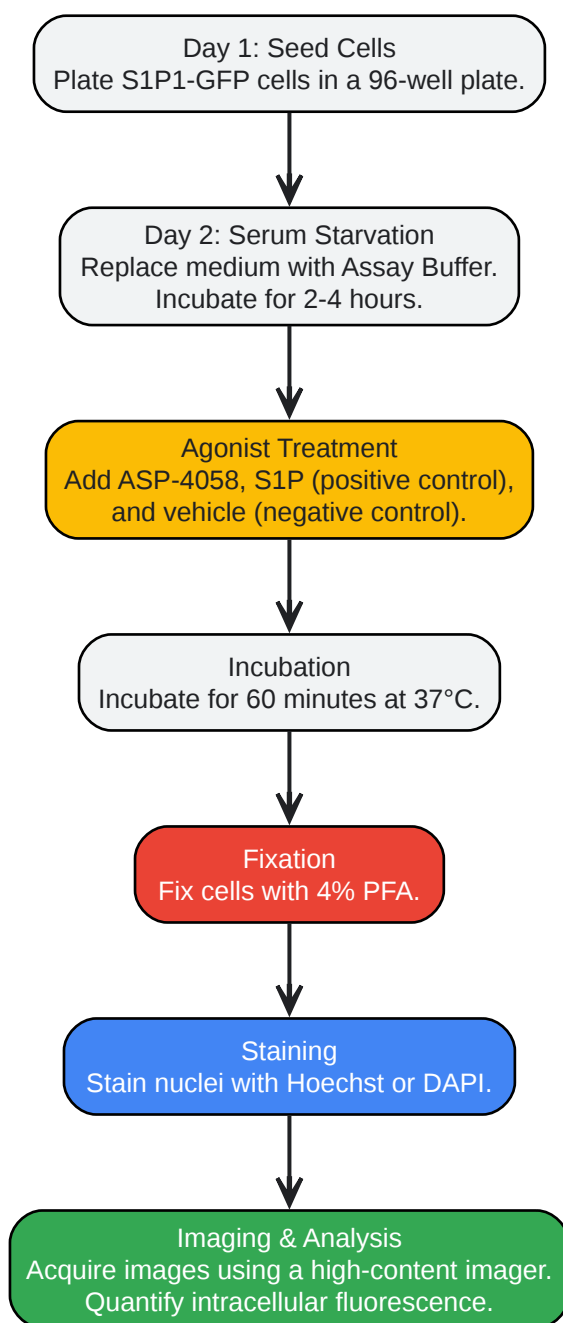 Day 1: Seed Cells
Plate S1P1-GFP cells in a 96-well plate.
Day 2: Serum Starvation
Replace medium with Assay Buffer.
Incubate for 2-4 hours.
Agonist Treatment
Add ASP-4058, S1P (positive control),
and vehicle (negative control).
Incubation
Incubate for 60 minutes at 37°C.
Fixation
Fix cells with 4% PFA.
Staining
Stain nuclei with Hoechst or DAPI.
Imaging & Analysis
Acquire images using a high-content imager.
Quantify intracellular fluorescence.